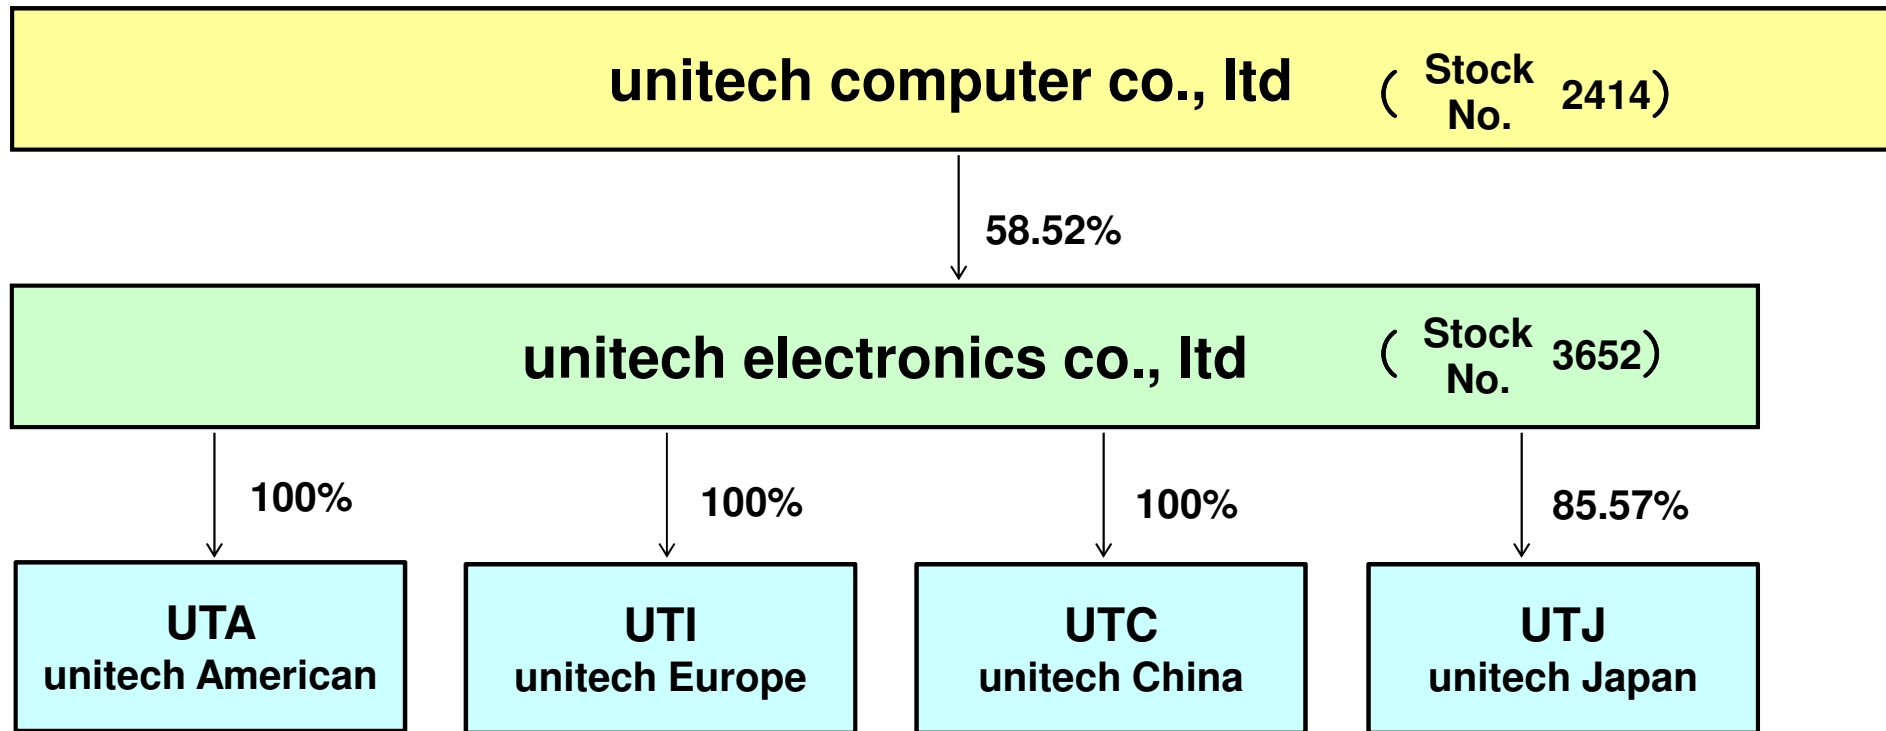 unitech computer co., ltd ( Stock No. 2414)
58.52%
unitech electronics co., ltd ( Stock No. 3652)
100%
100%
100%
85.57%
UTA
unitech American
UTI
unitech Europe
UTC
unitech China
UTJ
unitech Japan